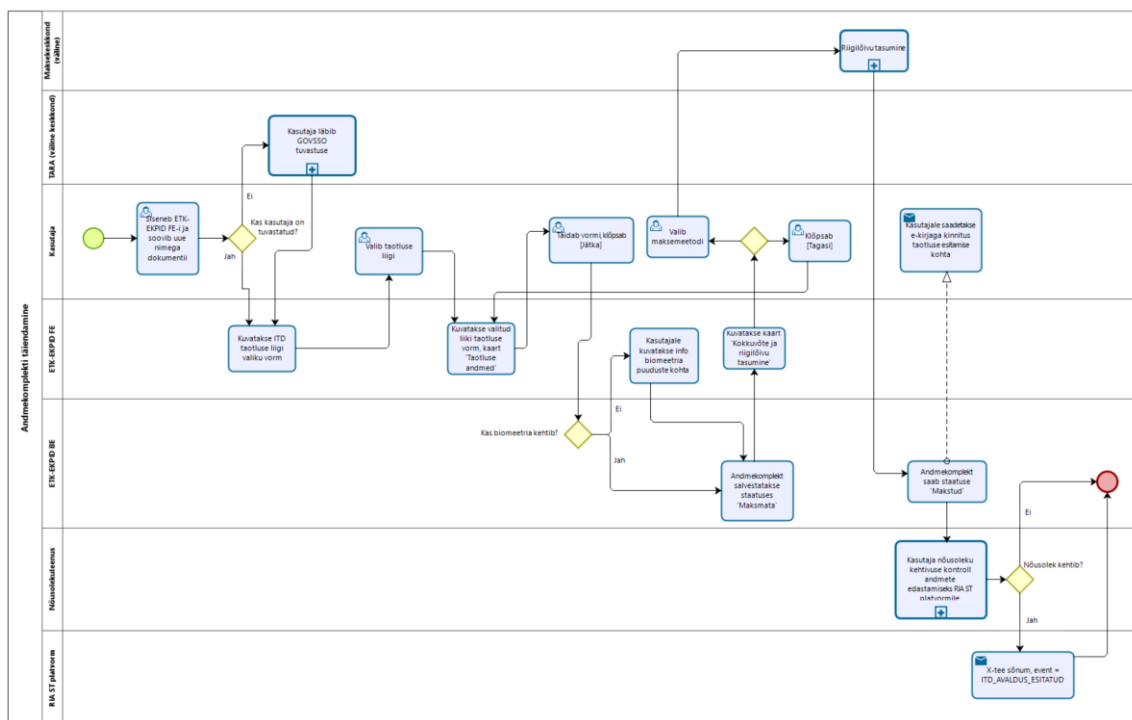 Andmekomplekti täiendamine
Maksekeskkond
(väline)
Riigilõivu tasumine
TARA (väline keskkond)
Kasutaja läbib
GOVSSO
tuvastuse
Ei
Kasutaja
Siseneb ETK-
EKPID FE-i ja
soovib uue
nimega
dokumentii
Kas kasutaja on
tuvastatud?
Jah
Valib taotluse
liigi
Täidab vormi, klõpsab
[Jätka]
Valib
maksemeetodi
Klõpsab
[Tagasi]
Kasutajale saadetakse
e-kirjaga kinnitus
taotluse esitamise
kohta
ETK-EKPID FE
Kuvatakse ITD
taotluse liigi
valiku vorm
Kuvatakse valitud
liiki taotluse
vorm, kaart
'Taotluse
andmed'
Kasutajale
kuvatakse info
biomeetria
puuduste kohta
Kuvatakse kaart
'Kokkuvõte ja
riigilõivu
tasumine'
ETK-EKPID BE
Kas biomeetria kehtib?
Ei
Jah
Andmekomplekt
salvestatakse
staatuses
'Maksmata'
Andmekomplekt
saab staatuse
'Makstud'
Ei
Nõusolekuteenus
Kasutaja nõusoleku
kehtivuse kontroll
andmete
edastamiseks RIA ST
platvormile
Nõusolek kehtib?
Jah
RIA ST platvorm
X-tee sõnum, event =
ITD_AVALDUS_ESITATUD